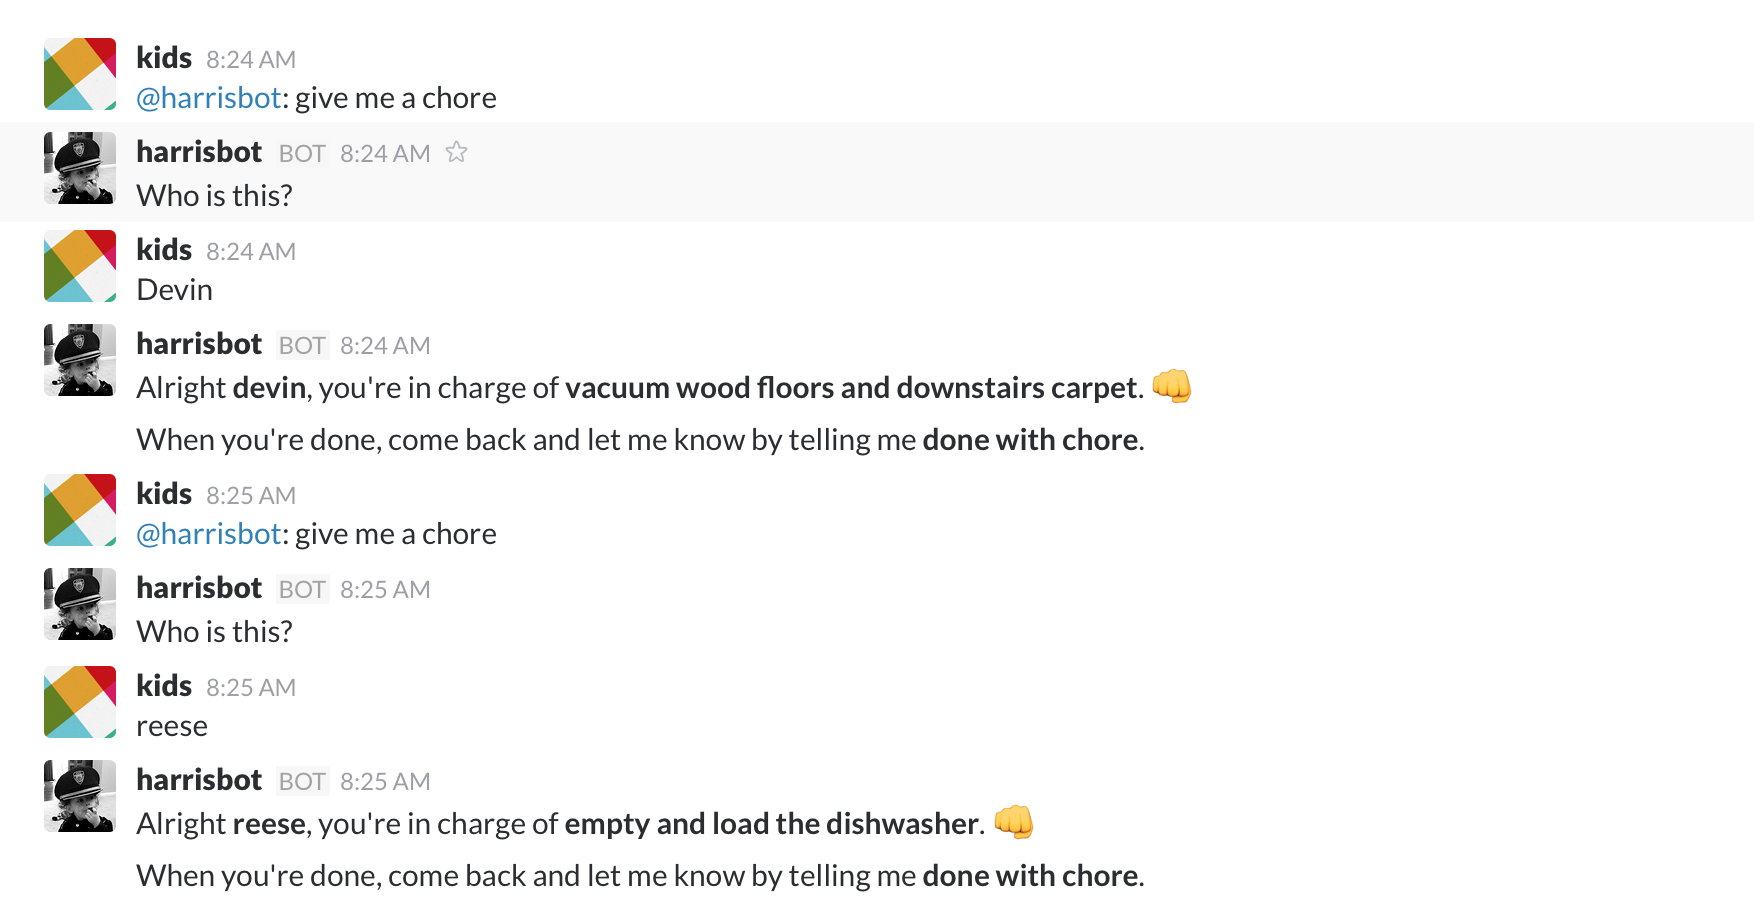 kids 8:24 AM
@harrisbot: give me a chore
harrisbot BOT 8:24 AM
Who is this?
kids 8:24 AM
Devin
harrisbot BOT 8:24 AM
Alright devin, you're in charge of vacuum wood floors and downstairs carpet.
When you're done, come back and let me know by telling me done with chore.
kids 8:25 AM
@harrisbot: give me a chore
harrisbot BOT 8:25 AM
Who is this?
kids 8:25 AM
reese
harrisbot BOT 8:25 AM
Alright reese, you're in charge of empty and load the dishwasher.
When you're done, come back and let me know by telling me done with chore.